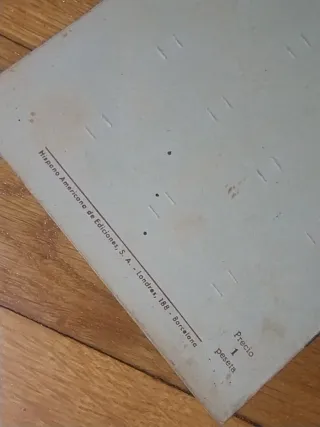 Hispano Americana de Ediciones, S. A. - Londres, 188 - Barcelona
Precio
1
peseta